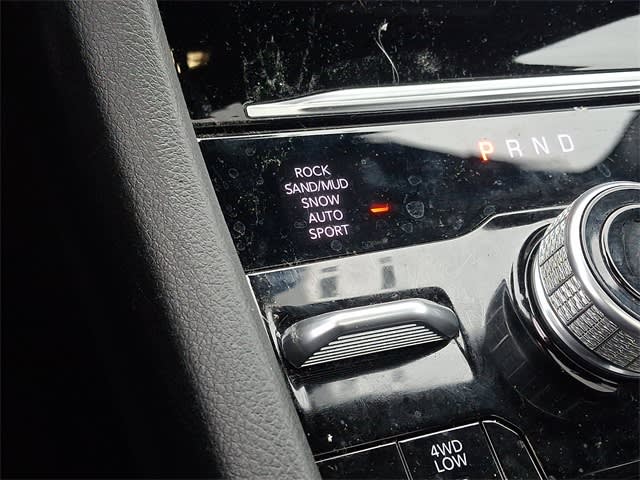 P R N D
ROCK
SAND/MUD
SNOW
AUTO
SPORT
4WD
LOW